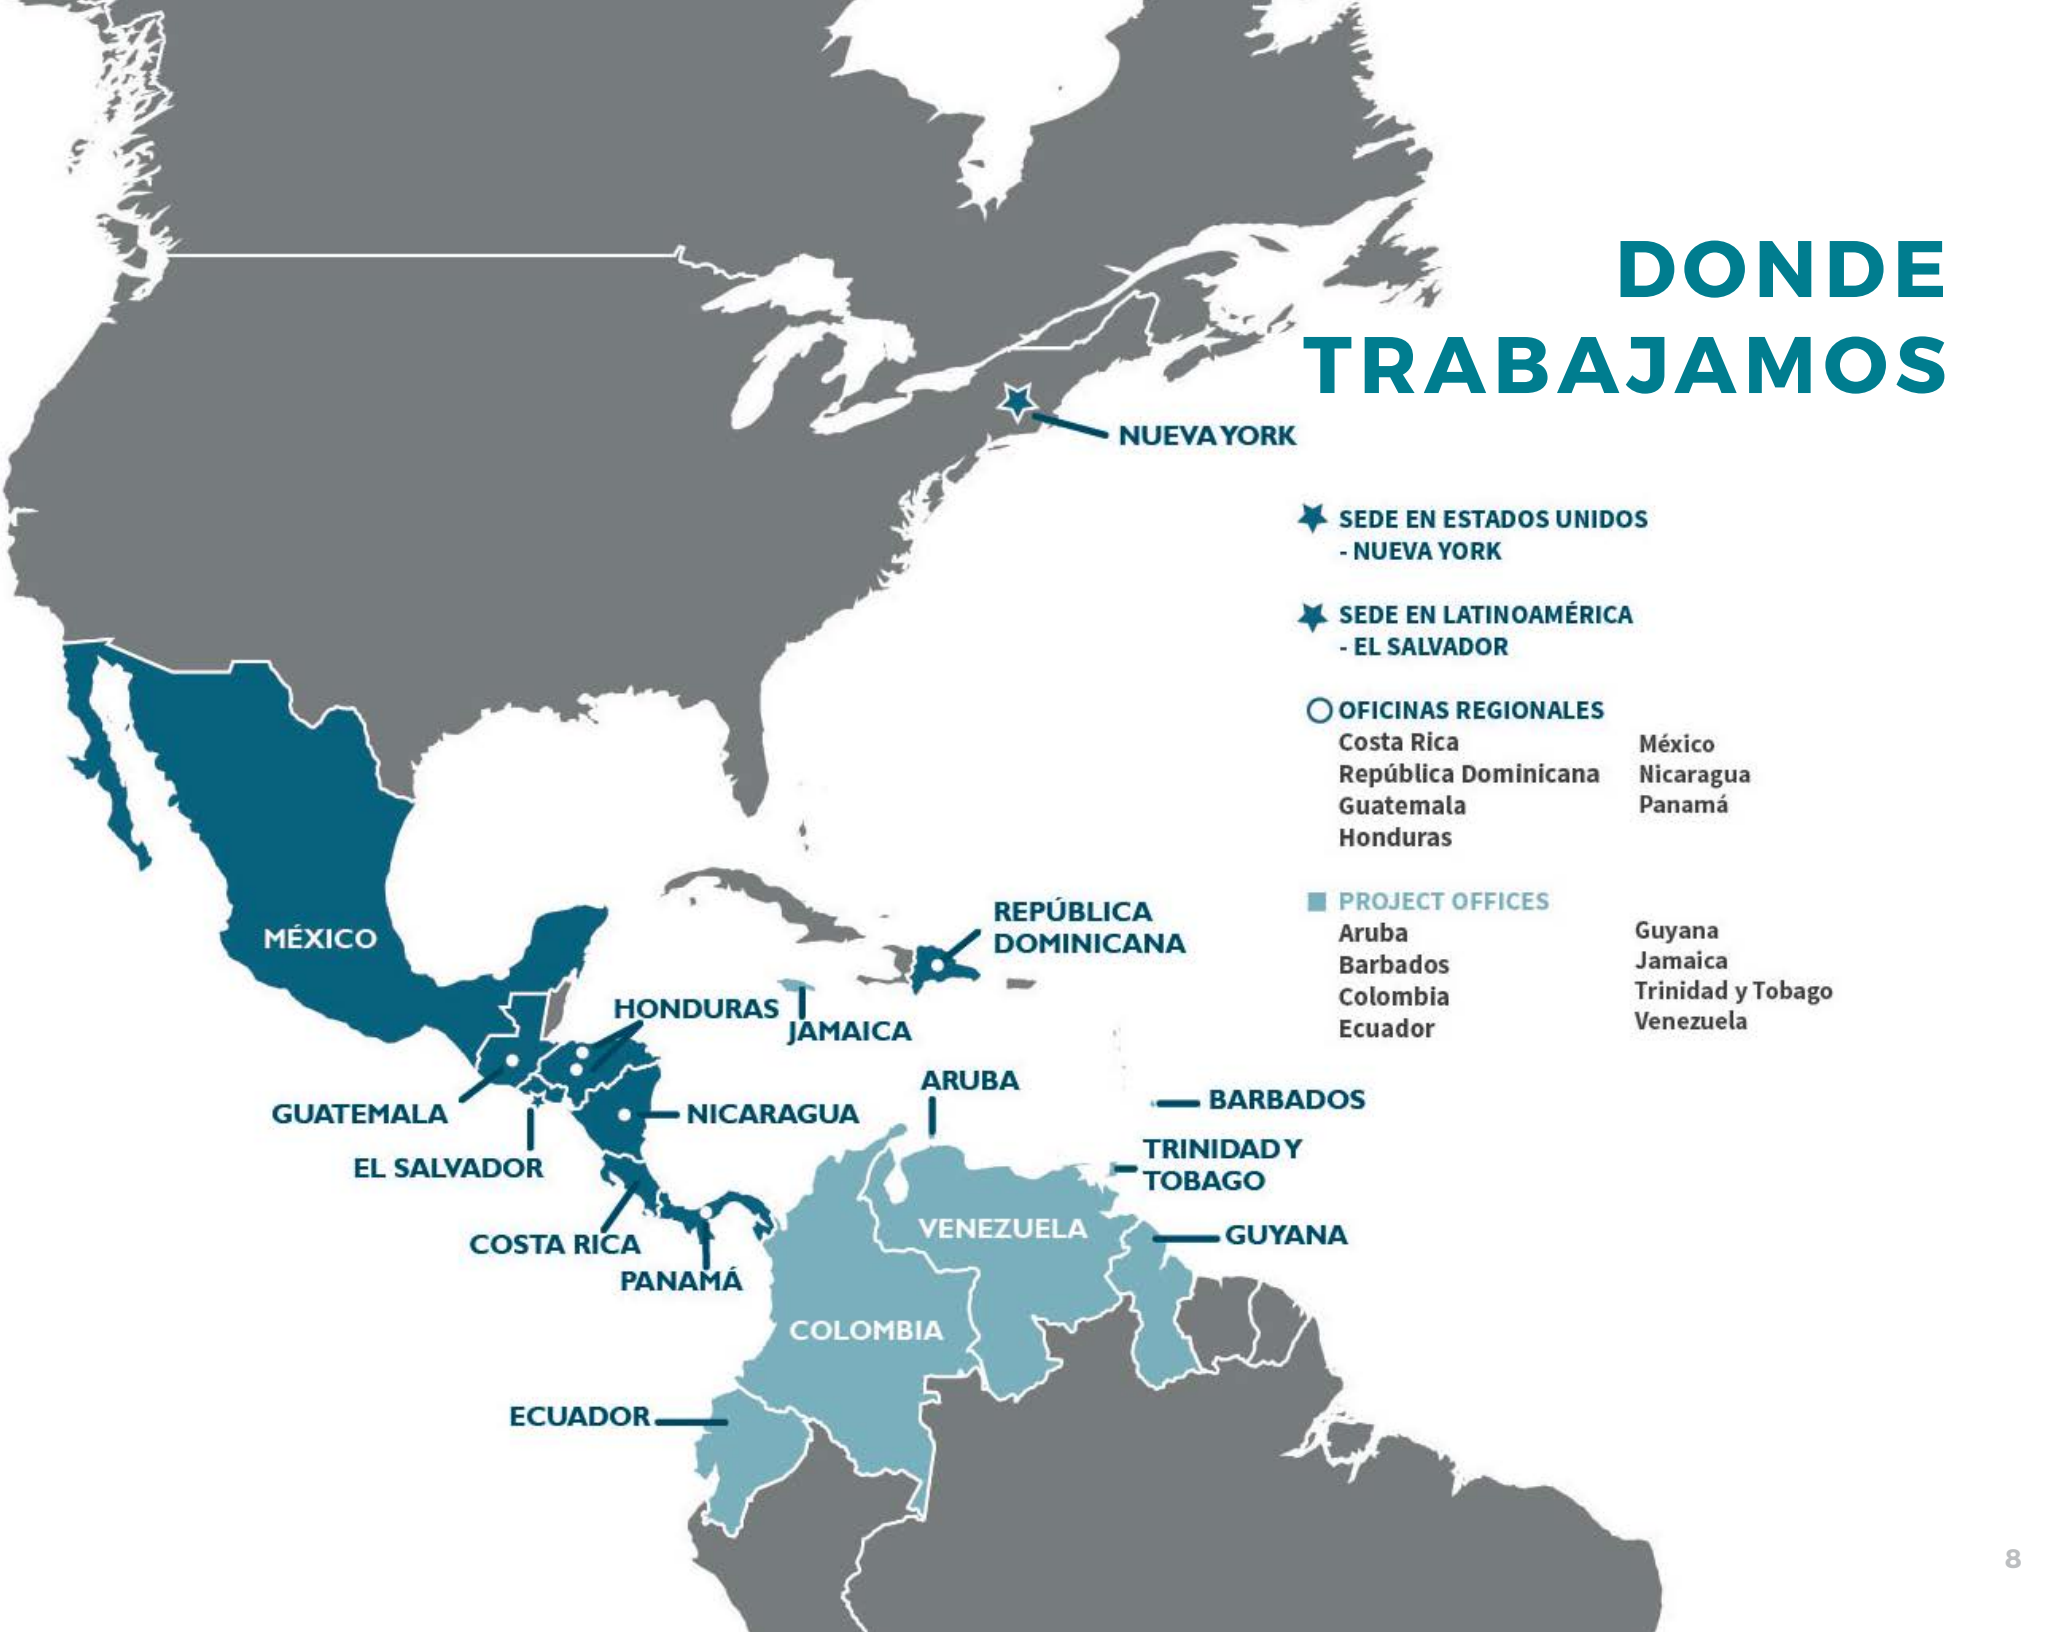 DONDE
TRABAJAMOS
NUEVA YORK
★ SEDE EN ESTADOS UNIDOS
- NUEVA YORK
★ SEDE EN LATINOAMÉRICA
- EL SALVADOR
OFICINAS REGIONALES
Costa Rica
República Dominicana
Guatemala
Honduras
México
Nicaragua
Panamá
PROJECT OFFICES
Aruba
Barbados
Colombia
Ecuador
Guyana
Jamaica
Trinidad y Tobago
Venezuela
MÉXICO
REPÚBLICA
DOMINICANA
HONDURAS
JAMAICA
ARUBA
BARBADOS
GUATEMALA
NICARAGUA
EL SALVADOR
TRINIDAD Y
TOBAGO
COSTA RICA
VENEZUELA
GUYANA
PANAMÁ
COLOMBIA
ECUADOR
8